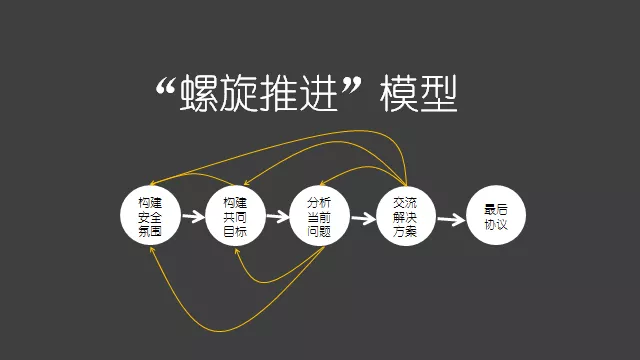 “螺旋推进”模型
构建
安全
氛围
构建
共同
目标
分析
当前
问题
交流
解决
方案
最后
协议